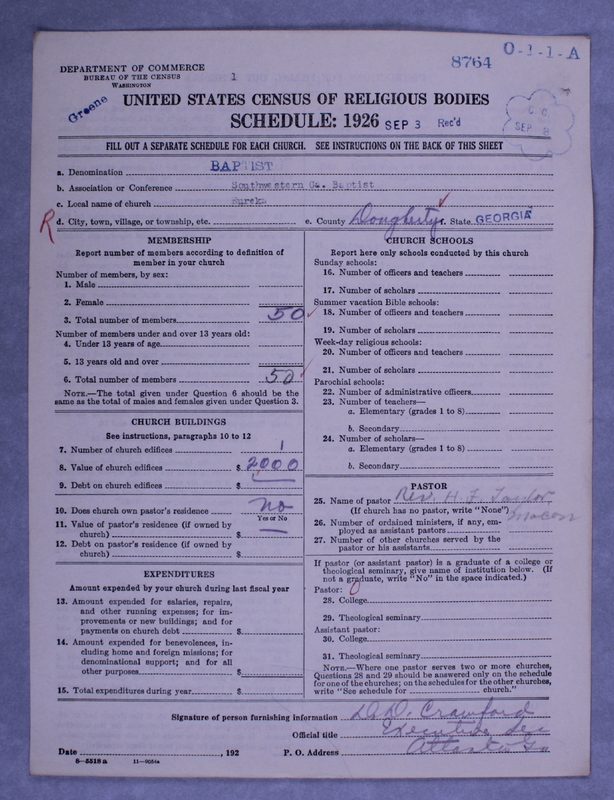 8764
O-1-1-A
DEPARTMENT OF COMMERCE
BUREAU OF THE CENSUS
WASHINGTON
1
Greene
UNITED STATES CENSUS OF RELIGIOUS BODIES
SCHEDULE: 1926 SEP 3 Rec'd
C. C. SEP 8
FILL OUT A SEPARATE SCHEDULE FOR EACH CHURCH. SEE INSTRUCTIONS ON THE BACK OF THIS SHEET
a. Denomination BAPTIST
b. Association or Conference Southwestern Ga. Baptist
c. Local name of church Eureka
R d. City, town, village, or township, etc. e. County Dougherty f. State GEORGIA
MEMBERSHIP
Report number of members according to definition of
member in your church
Number of members, by sex:
1. Male
2. Female
3. Total number of members 50
Number of members under and over 13 years old:
4. Under 13 years of age
5. 13 years old and over
6. Total number of members 50
NOTE.—The total given under Question 6 should be
same as the total of males and females given under Question 3.
CHURCH BUILDINGS
See instructions, paragraphs 10 to 12
7. Number of church edifices 1
8. Value of church edifices $ 2000
9. Debt on church edifices $
10. Does church own pastor's residence no
Yes or No
11. Value of pastor's residence (if owned by
church) $ —
12. Debt on pastor's residence (if owned by
church) $
EXPENDITURES
Amount expended by your church during last fiscal year
13. Amount expended for salaries, repairs,
and other running expenses; for im-
provements or new buildings; and for
payments on church debt $
14. Amount expended for benevolences, in-
cluding home and foreign missions; for
denominational support; and for all
other purposes $
15. Total expenditures during year $
CHURCH SCHOOLS
Report here only schools conducted by this church
Sunday schools:
16. Number of officers and teachers
17. Number of scholars
Summer vacation Bible schools:
18. Number of officers and teachers
19. Number of scholars
Week-day religious schools:
20. Number of officers and teachers
21. Number of scholars
Parochial schools:
22. Number of administrative officers
23. Number of teachers—
a. Elementary (grades 1 to 8)
b. Secondary
24. Number of scholars—
a. Elementary (grades 1 to 8)
b. Secondary
PASTOR
25. Name of pastor Rev. H. F. Taylor
(If church has no pastor, write "None") Macon
26. Number of ordained ministers, if any, em-
ployed as assistant pastors
27. Number of other churches served by the
pastor or his assistants
If pastor (or assistant pastor) is a graduate of a college or
theological seminary, give name of institution below. (If
not a graduate, write "No" in the space indicated.)
Pastor: 0
28. College
29. Theological seminary
Assistant pastor:
30. College
31. Theological seminary
NOTE.—Where one pastor serves two or more churches,
Questions 28 and 29 should be answered only on the schedule
for one of the churches; on the schedules for the other churches,
write "See schedule for church."
Signature of person furnishing information D. D. Crawford
Official title Executive Sec
Date , 192 P. O. Address Atlanta Ga
8—5518a 11—9054a